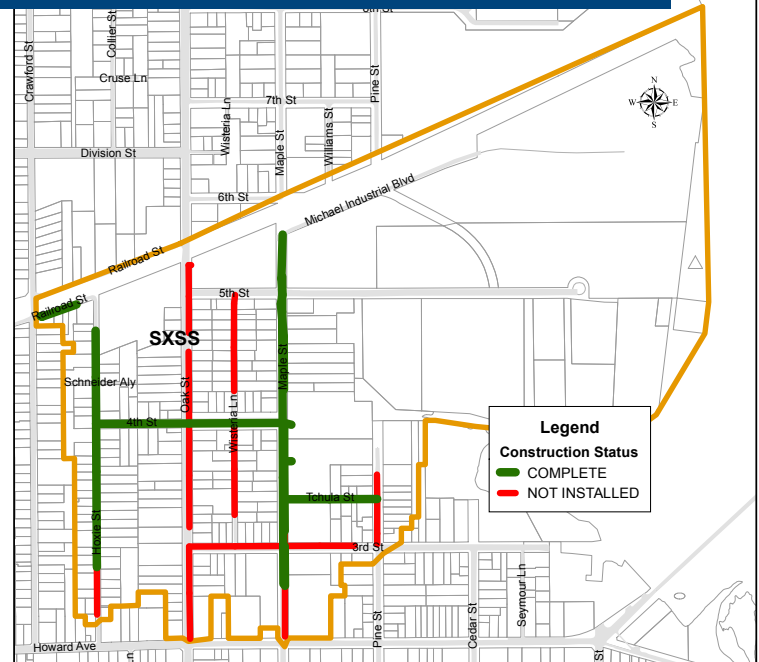 Crawford St
Collier St
Cruse Ln
Pine St
7th St
Wisteria Ln
Maple St
Williams St
N
W E
S
Division St
6th St
Michael Industrial Blvd
Railroad St
5th St
Railroad St
SXSS
Maple St
Schneider Aly
Oak St
Wisteria Ln
4th St
Legend
Construction Status
COMPLETE
NOT INSTALLED
Tchula St
Hoxie St
3rd St
Seymour Ln
Pine St
Cedar St
Howard Ave
Ln
St